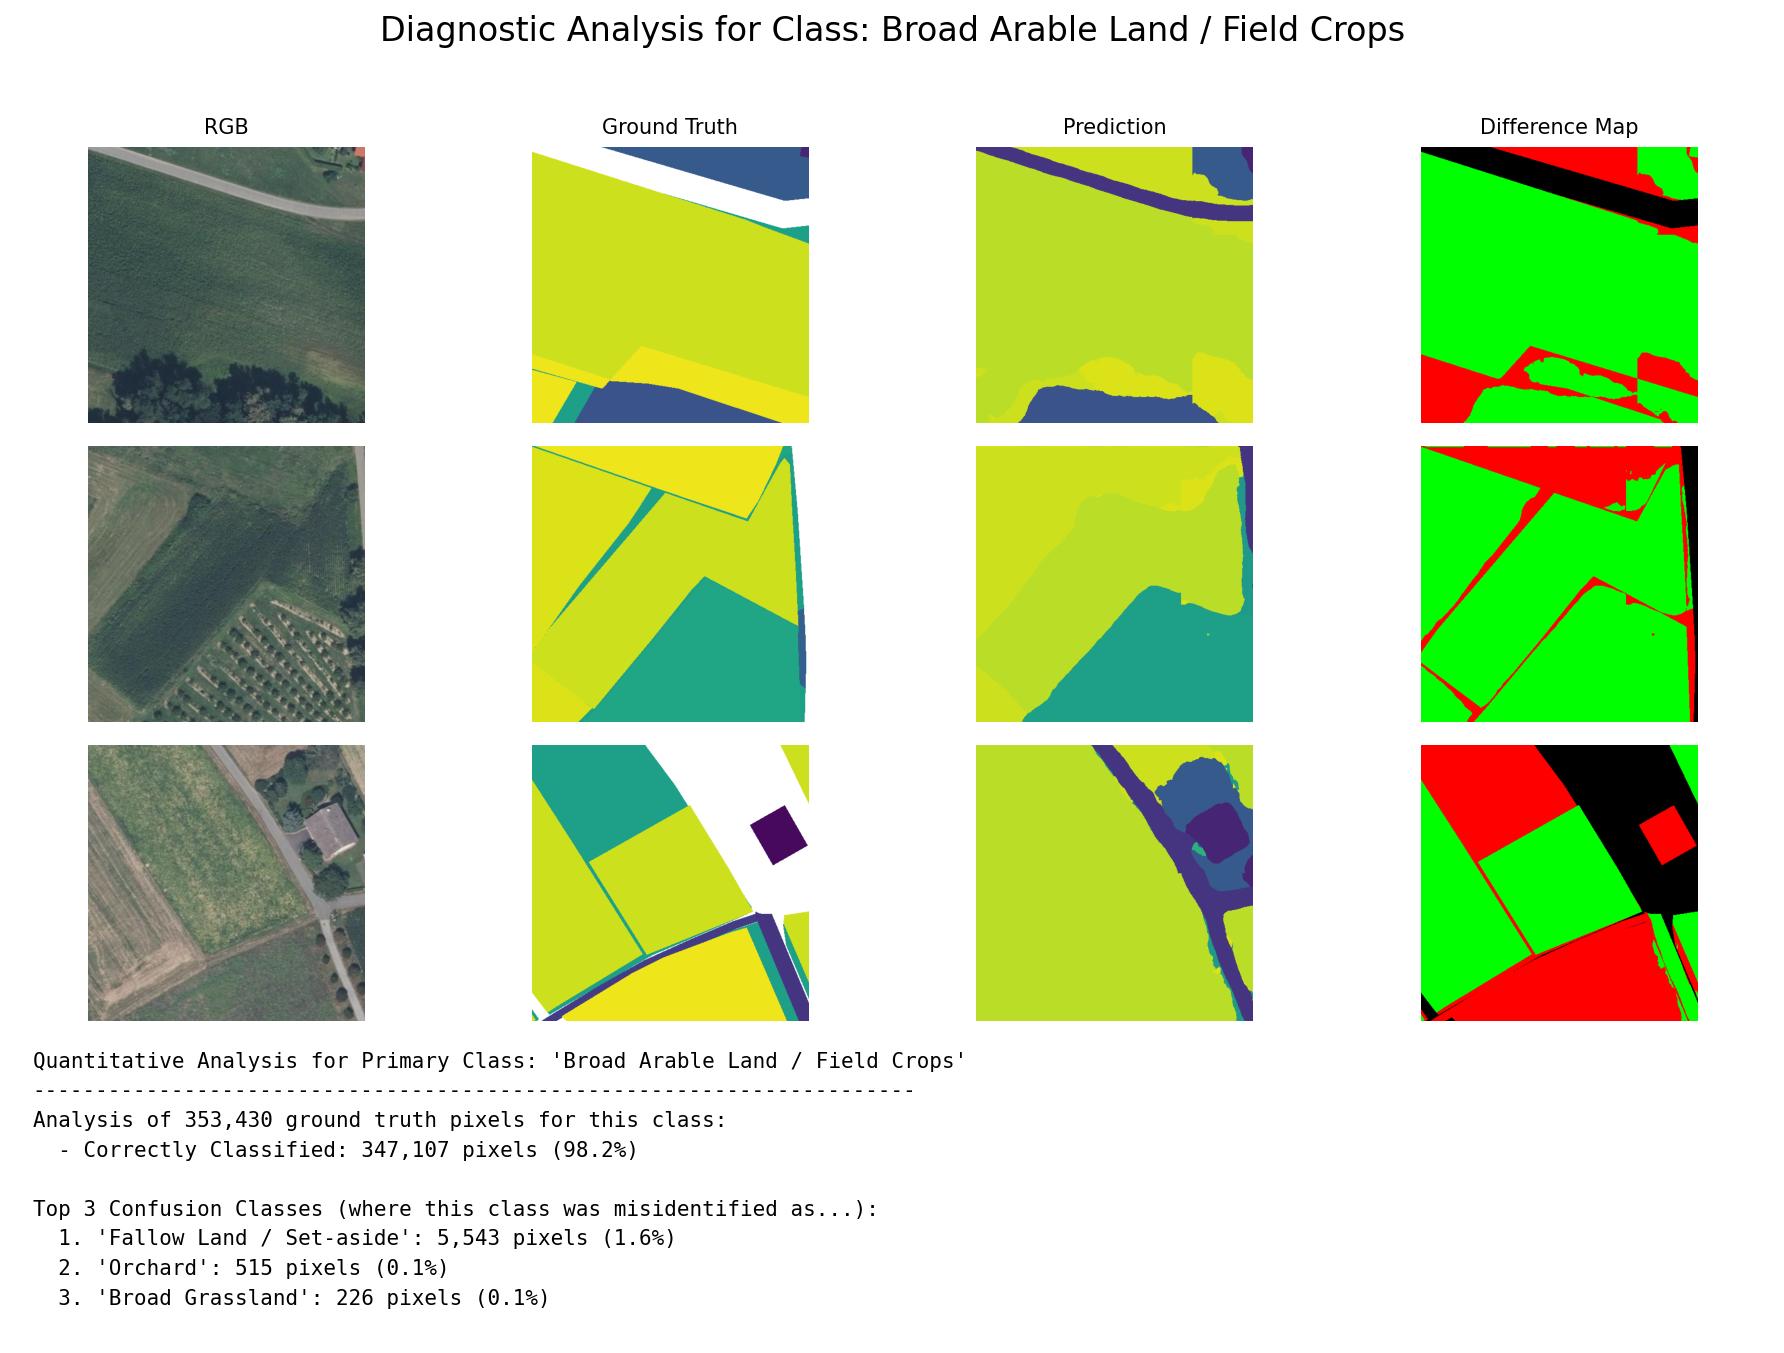 Diagnostic Analysis for Class: Broad Arable Land / Field Crops
RGB
Ground Truth
Prediction
Difference Map
Quantitative Analysis for Primary Class: 'Broad Arable Land / Field Crops'
----------------------------------------------------------------------
Analysis of 353,430 ground truth pixels for this class:
- Correctly Classified: 347,107 pixels (98.2%)
Top 3 Confusion Classes (where this class was misidentified as...):
1. 'Fallow Land / Set-aside': 5,543 pixels (1.6%)
2. 'Orchard': 515 pixels (0.1%)
3. 'Broad Grassland': 226 pixels (0.1%)